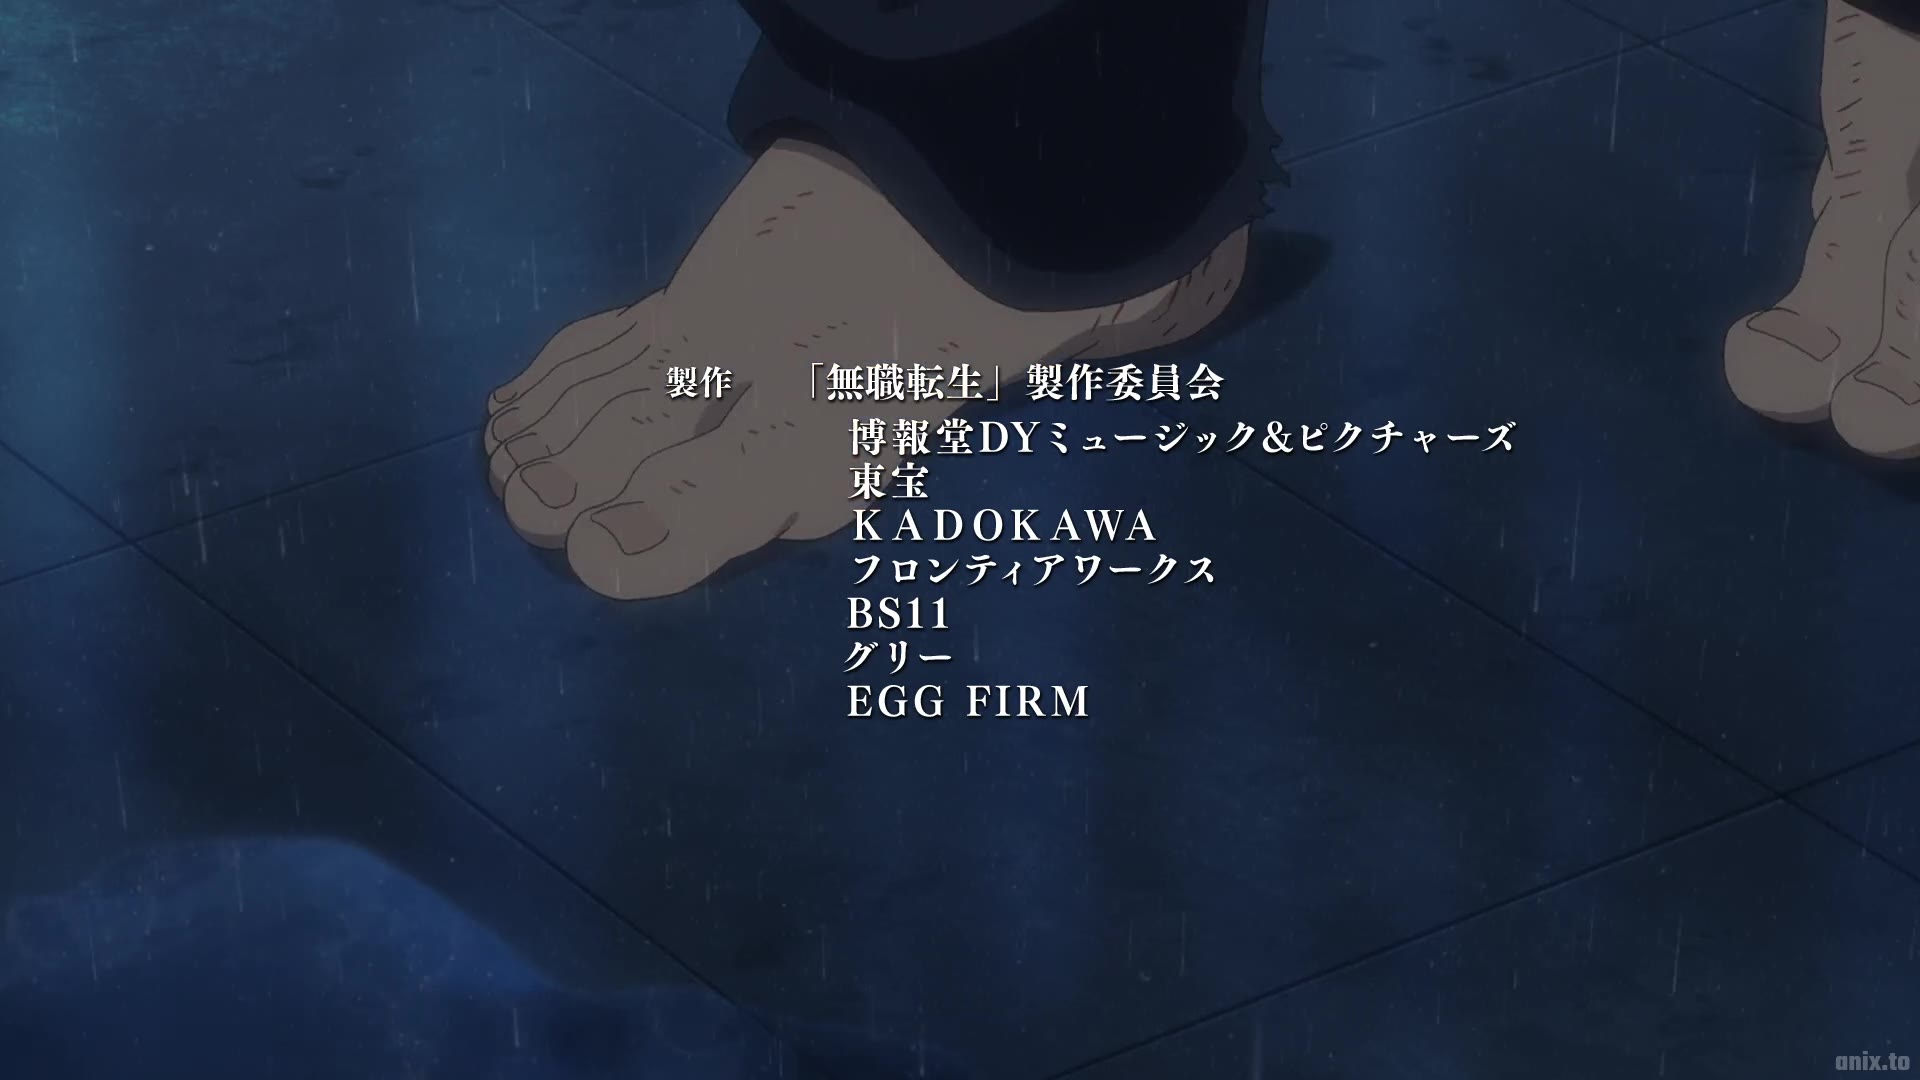 製作 「無職転生」製作委員会
博報堂DYミュージック&ピクチャーズ
東宝
KADOKAWA
フロンティアワークス
BS11
グリー
EGG FIRM
anix.to